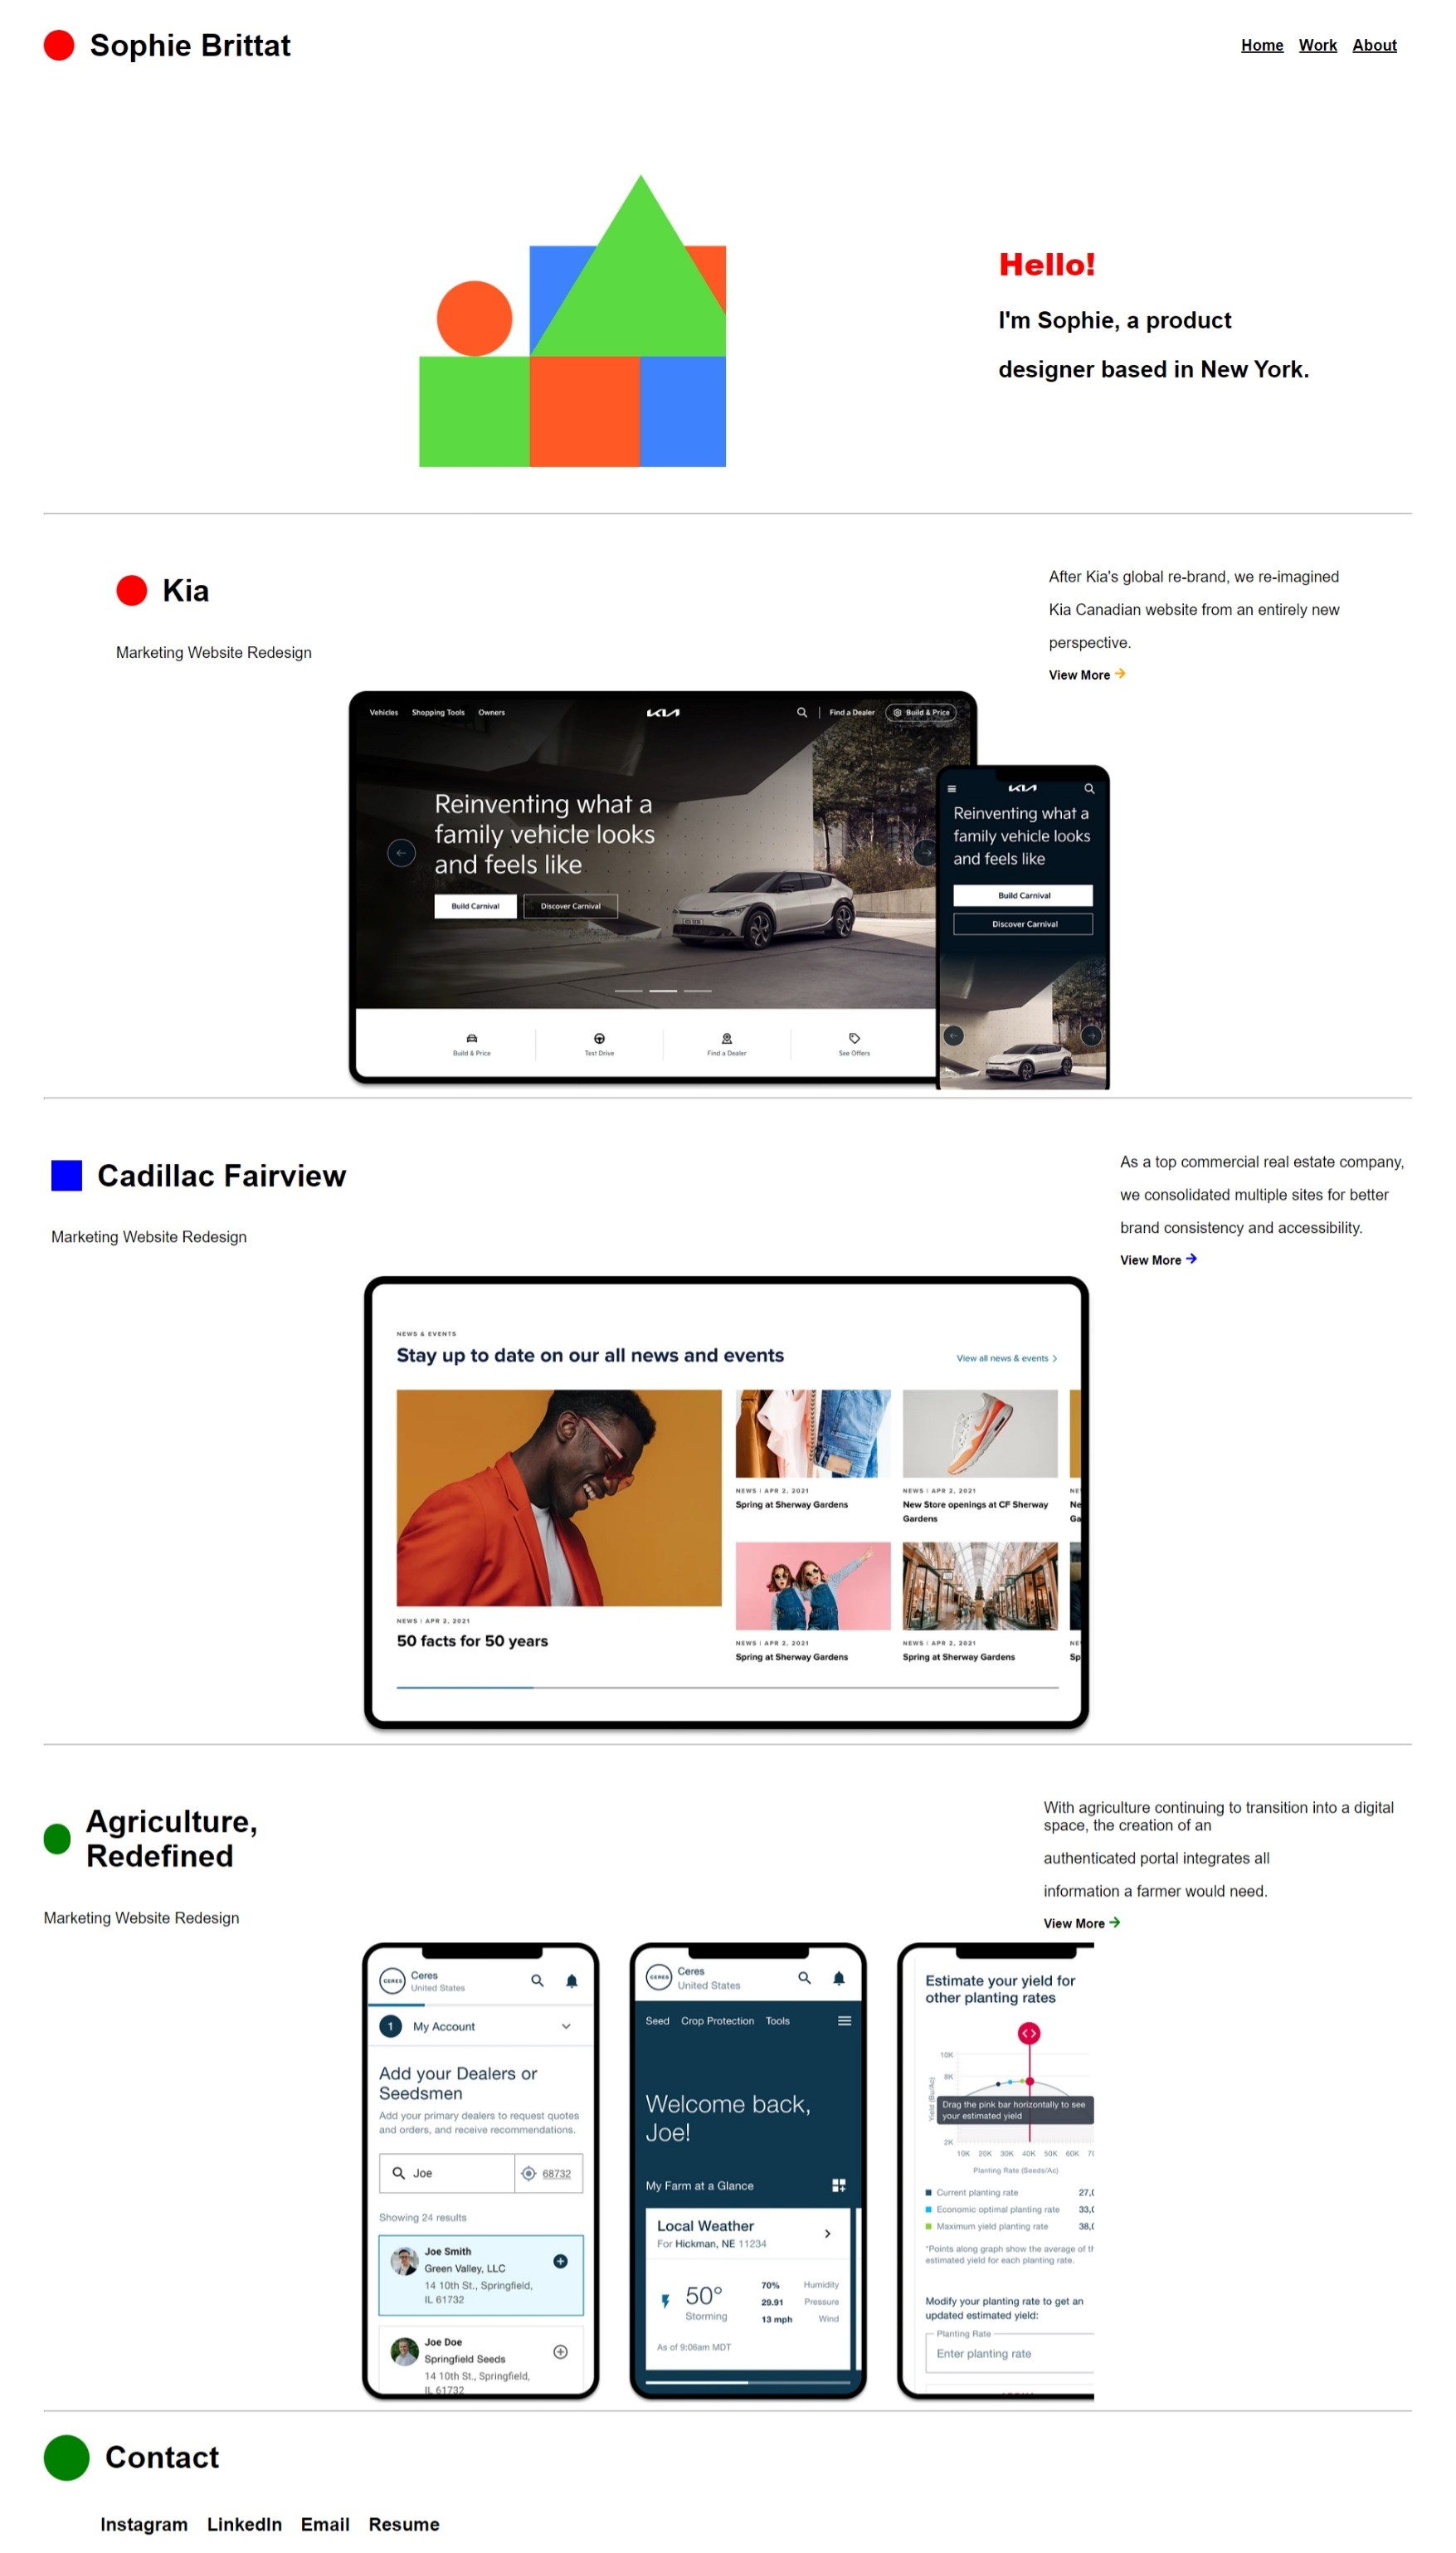 Sophie Brittat
Home Work About
Hello!
I'm Sophie, a product
designer based in New York.
Kia
Marketing Website Redesign
After Kia's global re-brand, we re-imagined
Kia Canadian website from an entirely new
perspective.
View More
Vehicles Shopping Tools Owners
KIA
Find a Dealer Build & Price
Reinventing what a
family vehicle looks
and feels like
Build Carnival Discover Carnival
Build & Price Test Drive Find a Dealer See Offers
KIA
Reinventing what a
family vehicle looks
and feels like
Build Carnival
Discover Carnival
Cadillac Fairview
Marketing Website Redesign
As a top commercial real estate company,
we consolidated multiple sites for better
brand consistency and accessibility.
View More
NEWS & EVENTS
Stay up to date on our all news and events
View all news & events
NEWS | APR 2, 2021
50 facts for 50 years
NEWS | APR 2, 2021
Spring at Sherway Gardens
NEWS | APR 2, 2021
New Store openings at CF Sherway
Gardens
NE
Ne
Ga
NEWS | APR 2, 2021
Spring at Sherway Gardens
NEWS | APR 2, 2021
Spring at Sherway Gardens
NE
Sp
Agriculture,
Redefined
Marketing Website Redesign
With agriculture continuing to transition into a digital
space, the creation of an
authenticated portal integrates all
information a farmer would need.
View More
CERES
Ceres
United States
1 My Account
Add your Dealers or
Seedsmen
Add your primary dealers to request quotes
and orders, and receive recommendations.
Joe 68732
Showing 24 results
Joe Smith
Green Valley, LLC
14 10th St., Springfield,
IL 61732
Joe Doe
Springfield Seeds
14 10th St., Springfield,
IL 61732
CERES
Ceres
United States
Seed Crop Protection Tools
Welcome back,
Joe!
My Farm at a Glance
Local Weather
For Hickman, NE 11234
50°
Storming
70% Humidity
29.91 Pressure
13 mph Wind
As of 9:06am MDT
Estimate your yield for
other planting rates
10K
8K
Yield (Bu/Ac)
Drag the pink bar horizontally to see
your estimated yield
2K
10K 20K 30K 40K 50K 60K 7
Planting Rate (Seeds/Ac)
Current planting rate 27,0
Economic optimal planting rate 33,0
Maximum yield planting rate 38,0
*Points along graph show the average of th
estimated yield for each planting rate.
Modify your planting rate to get an
updated estimated yield:
Planting Rate
Enter planting rate
Contact
Instagram LinkedIn Email Resume